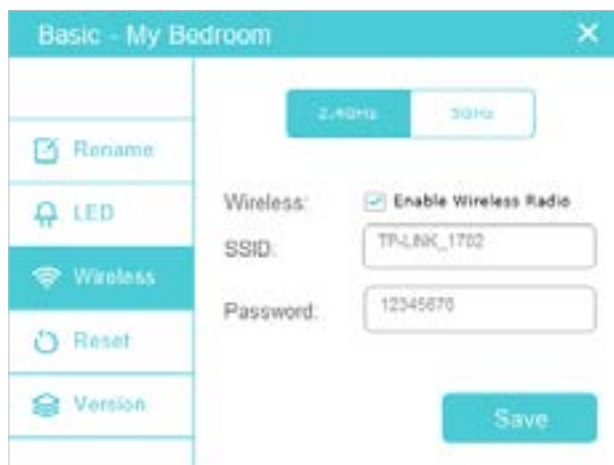 Basic - My Bedroom
2.4GHz 5GHz
Rename
LED
Wireless
Reset
Version
Wireless: Enable Wireless Radio
SSID: TP-LINK_1702
Password: 12345670
Save